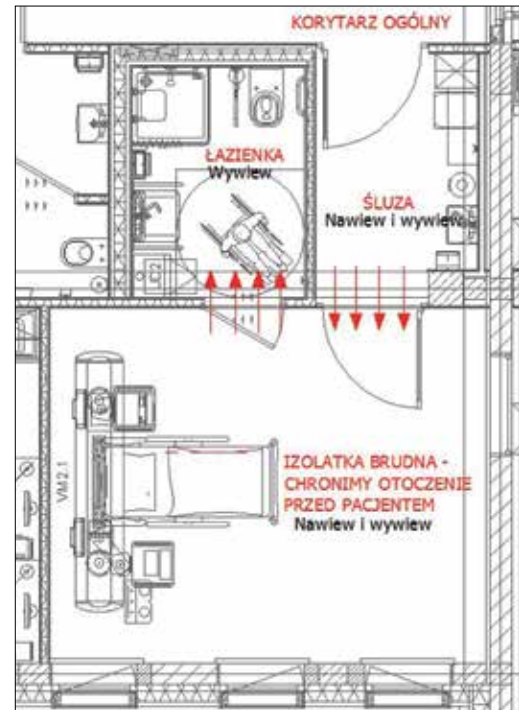 KORYTARZ OGÓLNY
ŁAZIENKA
Wywiew
ŚLUZA
Nawiew i wywiew
IZOLATKA BRUDNA -
CHRONIMY OTOCZENIE
PRZED PACJENTEM
Nawiew i wywiew
VM2.1